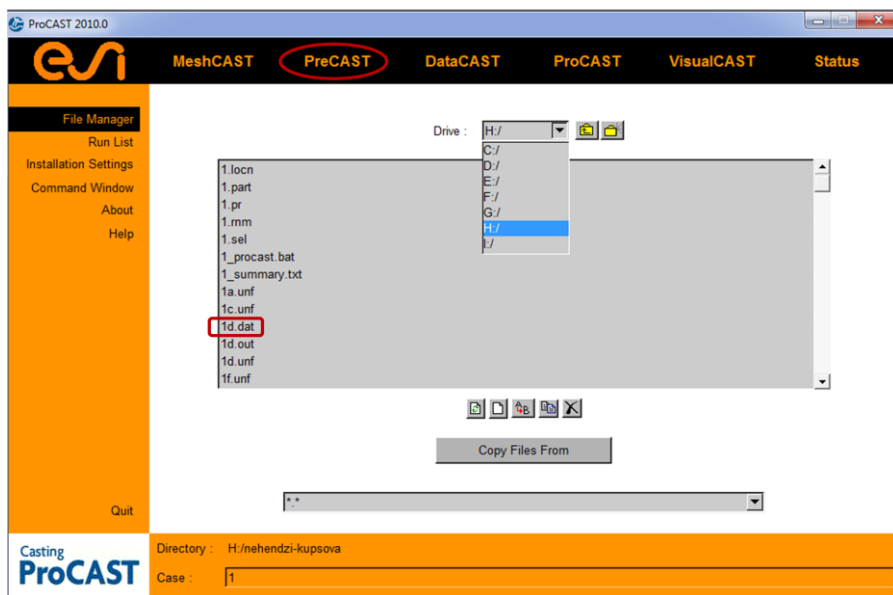 ProCAST 2010.0
esi MeshCAST PreCAST DataCAST ProCAST VisualCAST Status
File Manager
Run List
Installation Settings
Command Window
About
Help
Quit
Drive : H:/
C:/
D:/
E:/
F:/
G:/
H:/
I:/
1.locn
1.part
1.pr
1.rnm
1.sel
1_procast.bat
1_summary.txt
1a.unf
1c.unf
1d.dat
1d.out
1d.unf
1f.unf
A B
Copy Files From
*.*
Casting
ProCAST
Directory : H:/nehendzi-kupsova
Case : 1